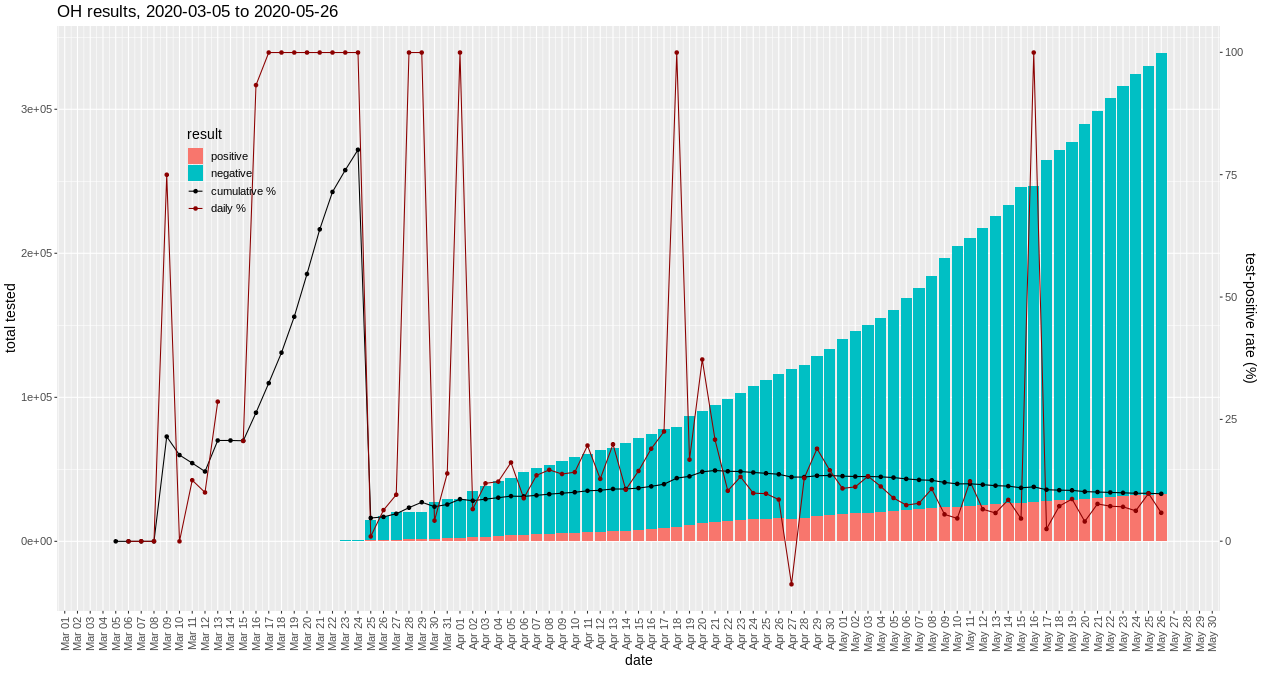 OH results, 2020-03-05 to 2020-05-26
total tested
3e+05
2e+05
1e+05
0e+00
result
positive
negative
cumulative %
daily %
100
75
50
25
0
test-positive rate (%)
Mar 01
Mar 02
Mar 03
Mar 04
Mar 05
Mar 06
Mar 07
Mar 08
Mar 09
Mar 10
Mar 11
Mar 12
Mar 13
Mar 14
Mar 15
Mar 16
Mar 17
Mar 18
Mar 19
Mar 20
Mar 21
Mar 22
Mar 23
Mar 24
Mar 25
Mar 26
Mar 27
Mar 28
Mar 29
Mar 30
Mar 31
Apr 01
Apr 02
Apr 03
Apr 04
Apr 05
Apr 06
Apr 07
Apr 08
Apr 09
Apr 10
Apr 11
Apr 12
Apr 13
Apr 14
Apr 15
Apr 16
Apr 17
Apr 18
Apr 19
Apr 20
Apr 21
Apr 22
Apr 23
Apr 24
Apr 25
Apr 26
Apr 27
Apr 28
Apr 29
Apr 30
May 01
May 02
May 03
May 04
May 05
May 06
May 07
May 08
May 09
May 10
May 11
May 12
May 13
May 14
May 15
May 16
May 17
May 18
May 19
May 20
May 21
May 22
May 23
May 24
May 25
May 26
May 27
May 28
May 29
May 30
date